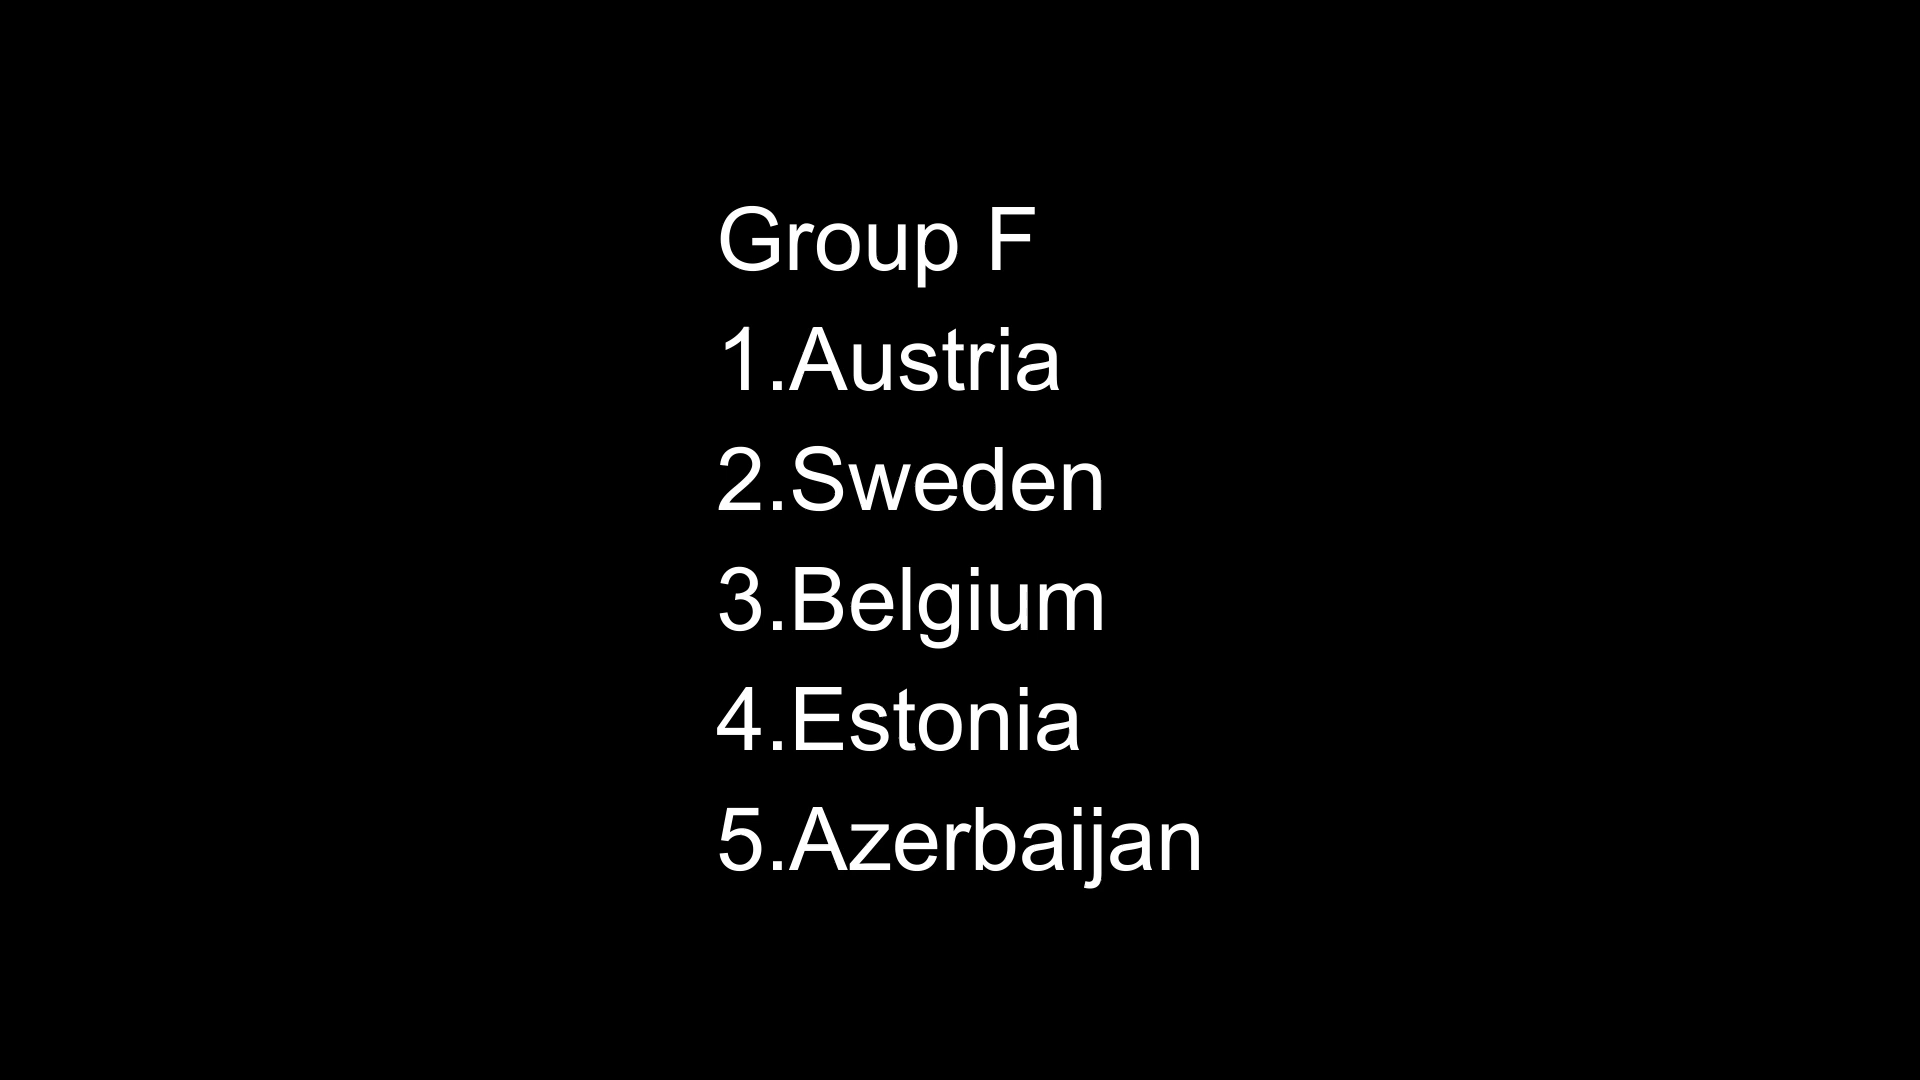 Group F
1.Austria
2.Sweden
3.Belgium
4.Estonia
5.Azerbaijan